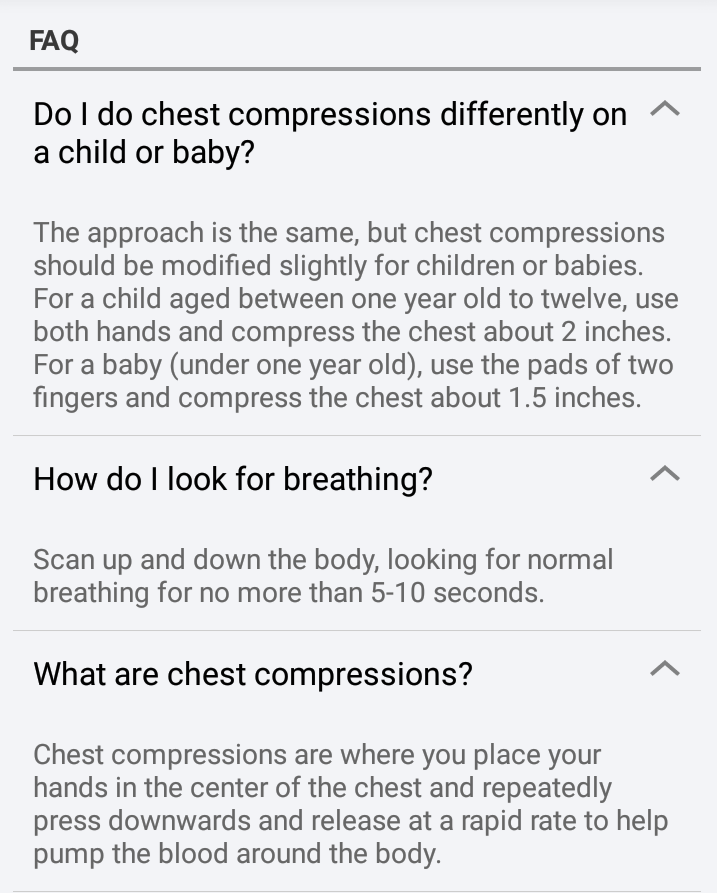 FAQ
Do I do chest compressions differently on
a child or baby?
The approach is the same, but chest compressions
should be modified slightly for children or babies.
For a child aged between one year old to twelve, use
both hands and compress the chest about 2 inches.
For a baby (under one year old), use the pads of two
fingers and compress the chest about 1.5 inches.
How do I look for breathing?
Scan up and down the body, looking for normal
breathing for no more than 5-10 seconds.
What are chest compressions?
Chest compressions are where you place your
hands in the center of the chest and repeatedly
press downwards and release at a rapid rate to help
pump the blood around the body.